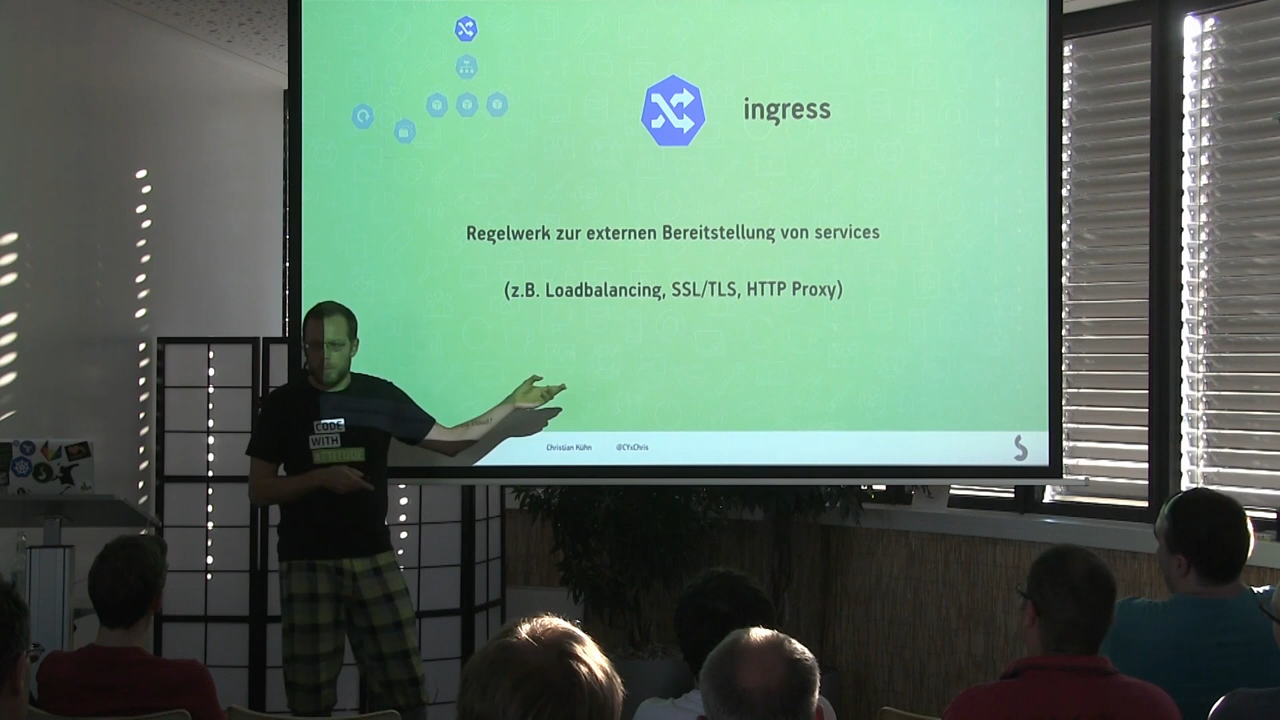 ingress
Regelwerk zur externen Bereitstellung von services
(z.B. Loadbalancing, SSL/TLS, HTTP Proxy)
CODE
WITH
Christian Kühn @CYxChris